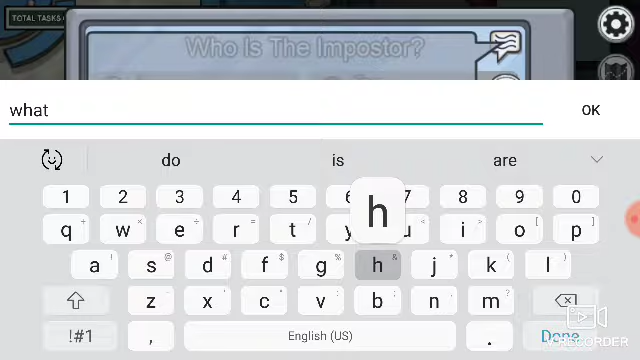 TOTAL TASKS
Who Is The Impostor?
what
OK
do is are
1 2 3 4 5 6 7 8 9 0
q w e r t y u i o p
+ × ÷ = / [ ]
h
a s d f g h j k l
! @ # $ % & * ( )
z x c v b n m
- ' " : ; , ?
!#1 , English (US) . Done
V RECORDER